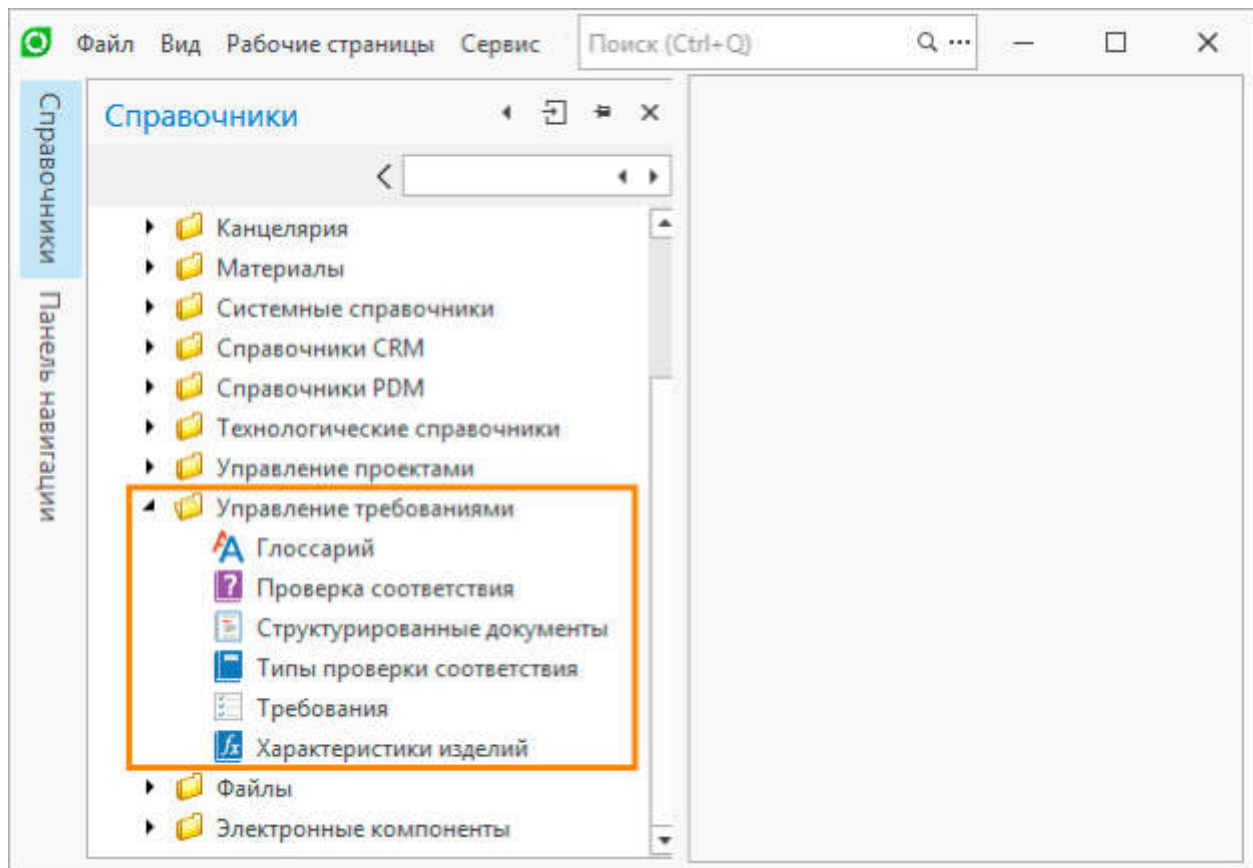 Файл Вид Рабочие страницы Сервис Поиск (Ctrl+Q)
Справочники
Панель навигации
Справочники
Канцелярия
Материалы
Системные справочники
Справочники CRM
Справочники PDM
Технологические справочники
Управление проектами
Управление требованиями
Глоссарий
Проверка соответствия
Структурированные документы
Типы проверки соответствия
Требования
Характеристики изделий
Файлы
Электронные компоненты